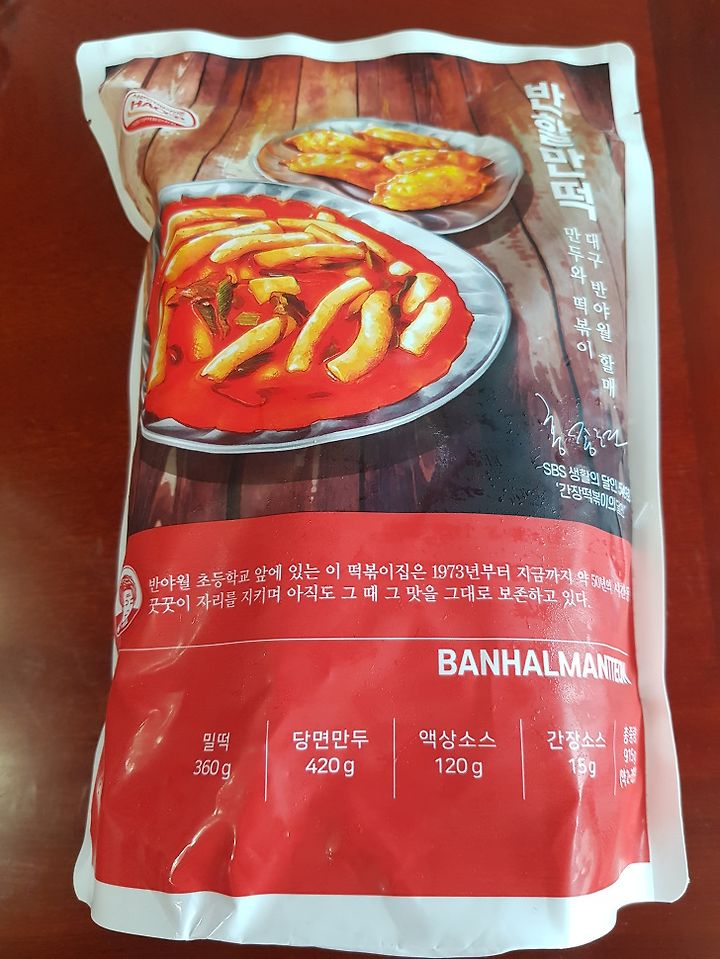 반할만떡
대구 반야월 할매
만두와 떡볶이
SBS 생활의 달인
'간장떡볶이의 달인'
반야월 초등학교 앞에 있는 이 떡볶이집은 1973년부터 지금까지 약 50년의
꿋꿋이 자리를 지키며 아직도 그 때 그 맛을 그대로 보존하고 있다.
BANHALMANTTEOK
밀떡
360g
당면만두
420g
액상소스
120g
간장소스
15g
총중량
915g